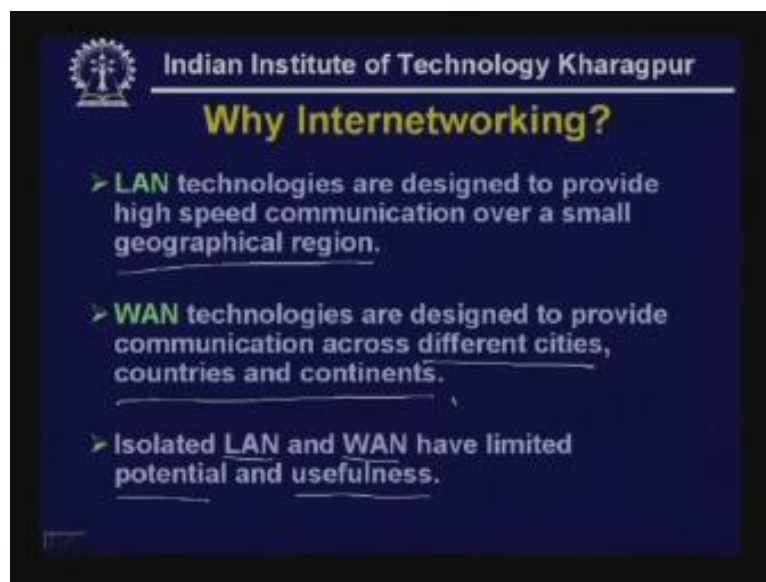 Indian Institute of Technology Kharagpur
Why Internetworking?
➢ LAN technologies are designed to provide
high speed communication over a small
geographical region.
➢ WAN technologies are designed to provide
communication across different cities,
countries and continents.
➢ Isolated LAN and WAN have limited
potential and usefulness.